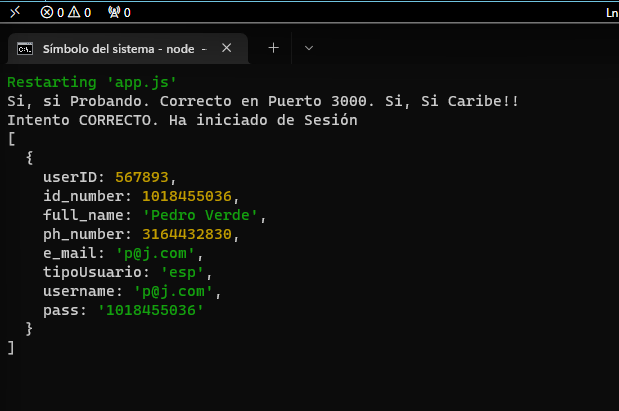 0 0 0 Ln
Símbolo del sistema - node -
Restarting 'app.js'
Si, si Probando. Correcto en Puerto 3000. Si, Si Caribe!!
Intento CORRECTO. Ha iniciado de Sesión
[
  {
    userID: 567893,
    id_number: 1018455036,
    full_name: 'Pedro Verde',
    ph_number: 3164432830,
    e_mail: 'p@j.com',
    tipoUsuario: 'esp',
    username: 'p@j.com',
    pass: '1018455036'
  }
]